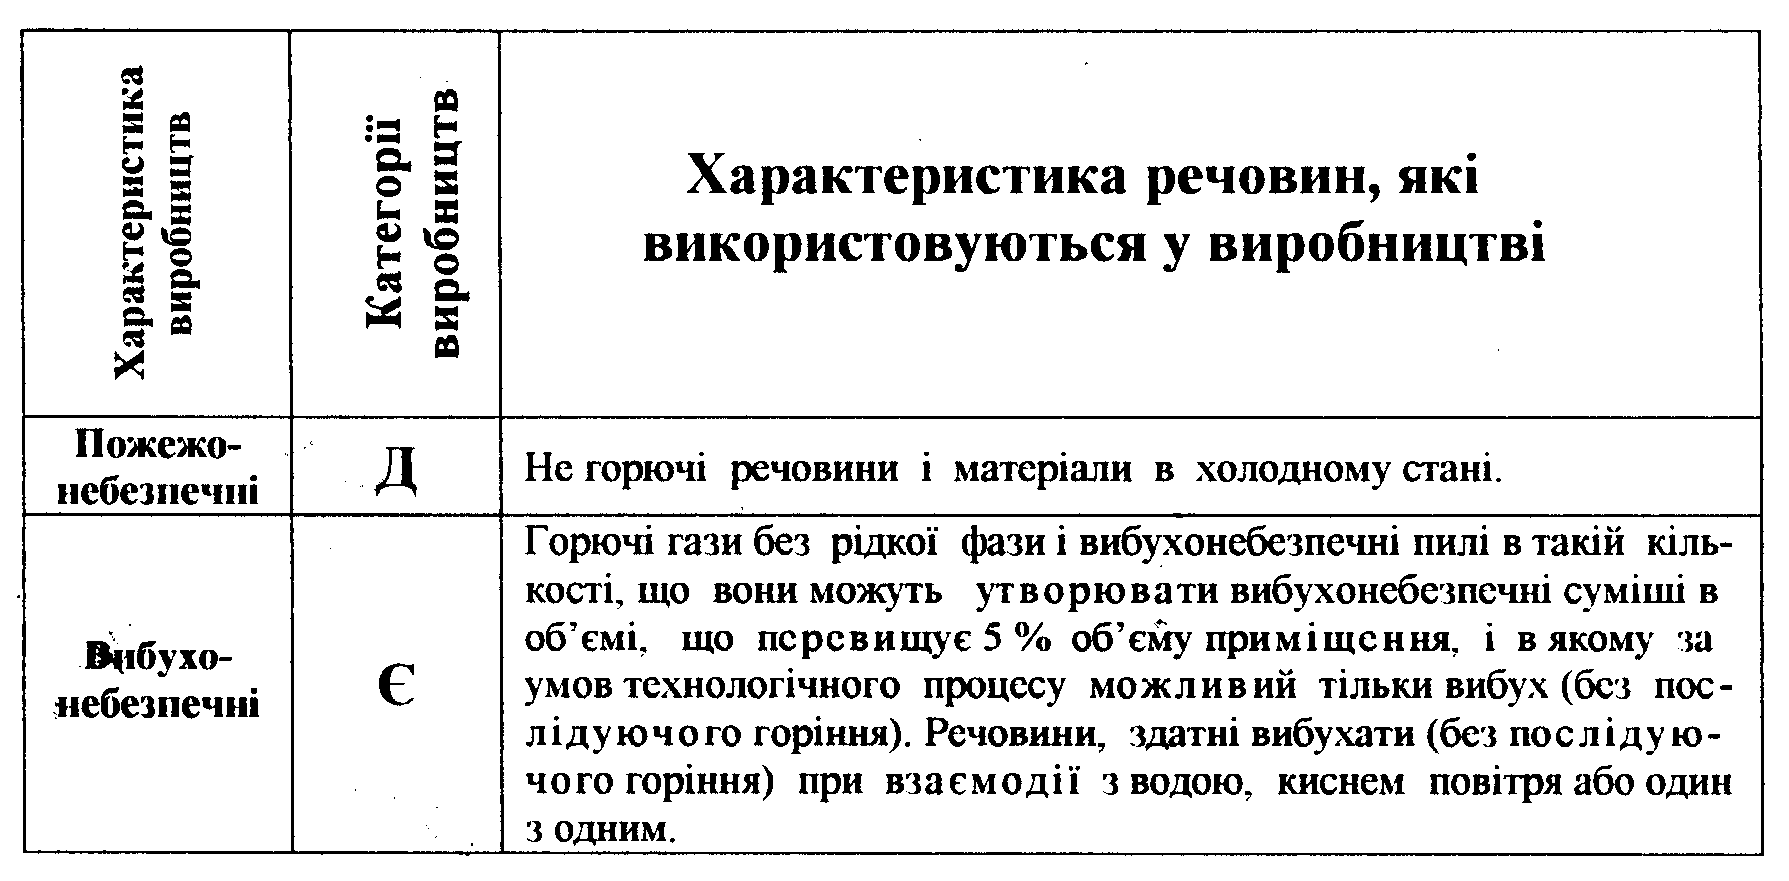 Характеристика
виробництв
Категорії
виробництв
Характеристика речовин, які
використовуються у виробництві
Пожежо-
небезпечні
Д
Не горючі речовини і матеріали в холодному стані.
Вибухо-
небезпечні
Є
Горючі гази без рідкої фази і вибухонебезпечні пилі в такій кіль-
кості, що вони можуть утворювати вибухонебезпечні суміші в
об’ємі, що перевищує 5 % об’єму приміщення, і в якому за
умов технологічного процесу можливий тільки вибух (без пос-
лідуючого горіння). Речовини, здатні вибухати (без послідую-
чого горіння) при взаємодії з водою, киснем повітря або один
з одним.